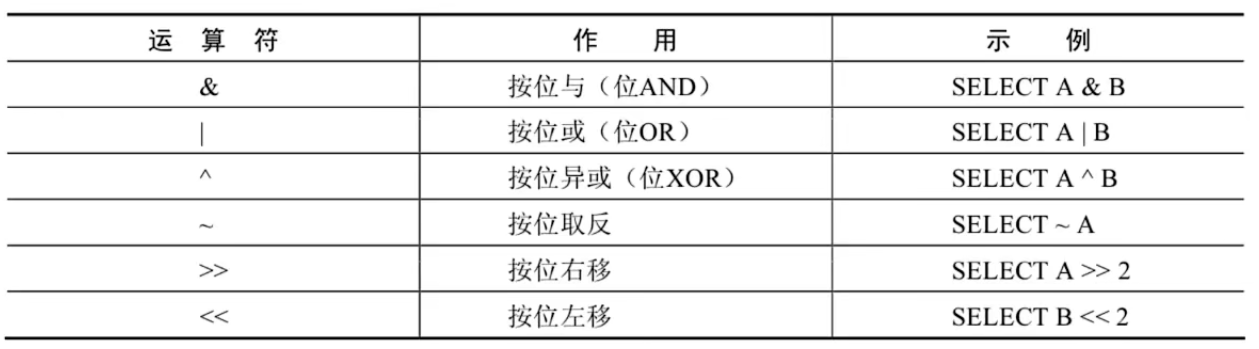 运 算 符 作 用 示 例
& 按位与（位AND） SELECT A & B
| 按位或（位OR） SELECT A | B
^ 按位异或（位XOR） SELECT A ^ B
~ 按位取反 SELECT ~ A
>> 按位右移 SELECT A >> 2
<< 按位左移 SELECT B << 2